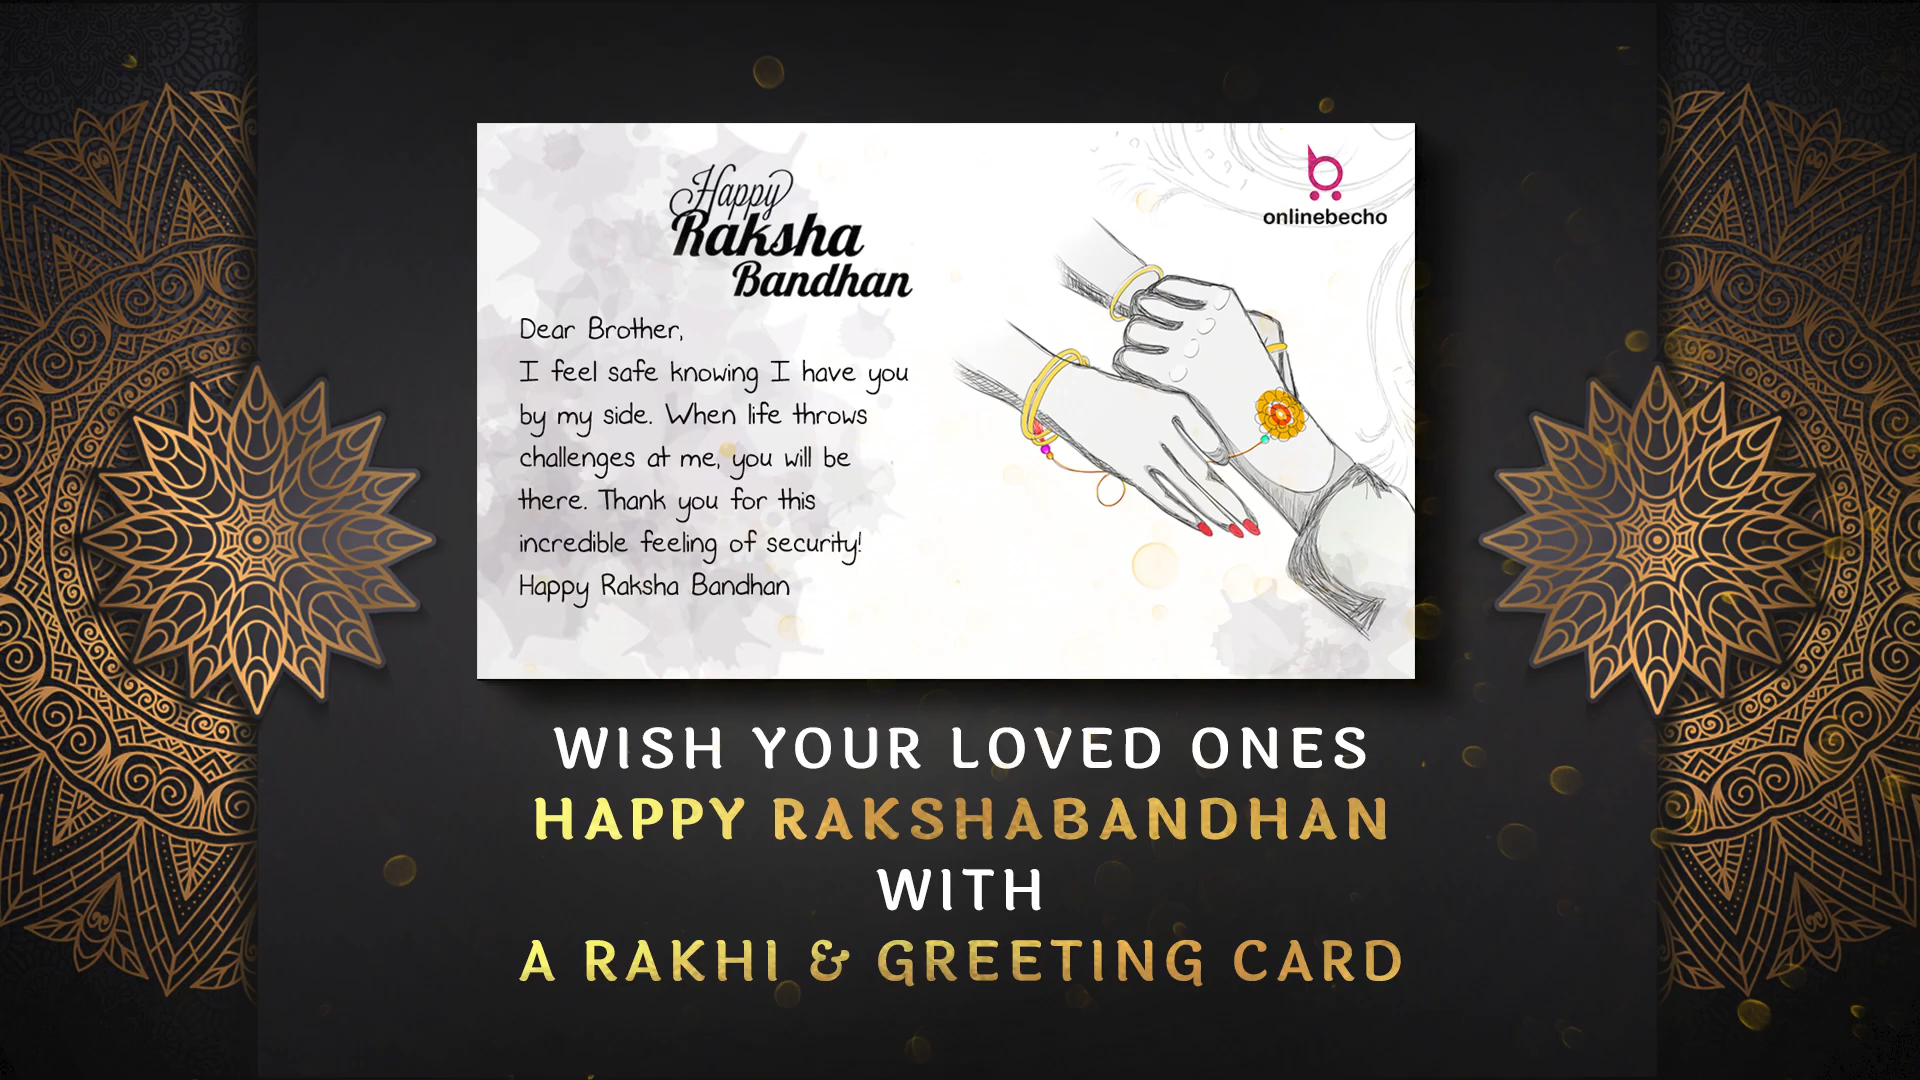 Happy
Raksha
Bandhan
onlinebecho
Dear Brother,
I feel safe knowing I have you
by my side. When life throws
challenges at me, you will be
there. Thank you for this
incredible feeling of security!
Happy Raksha Bandhan
WISH YOUR LOVED ONES
HAPPY RAKSHABANDHAN
WITH
A RAKHI & GREETING CARD